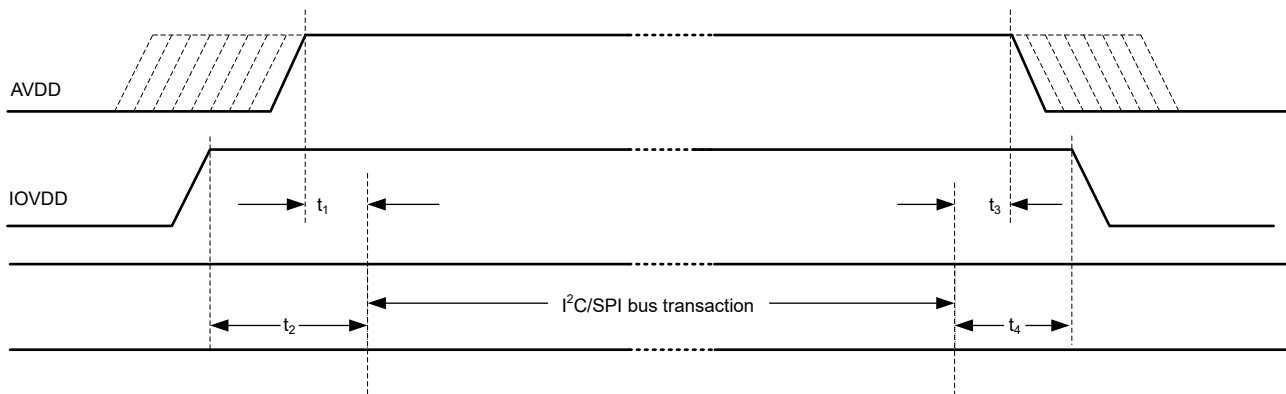 AVDD
IOVDD
t₁
t₃
I²C/SPI bus transaction
t₂
t₄